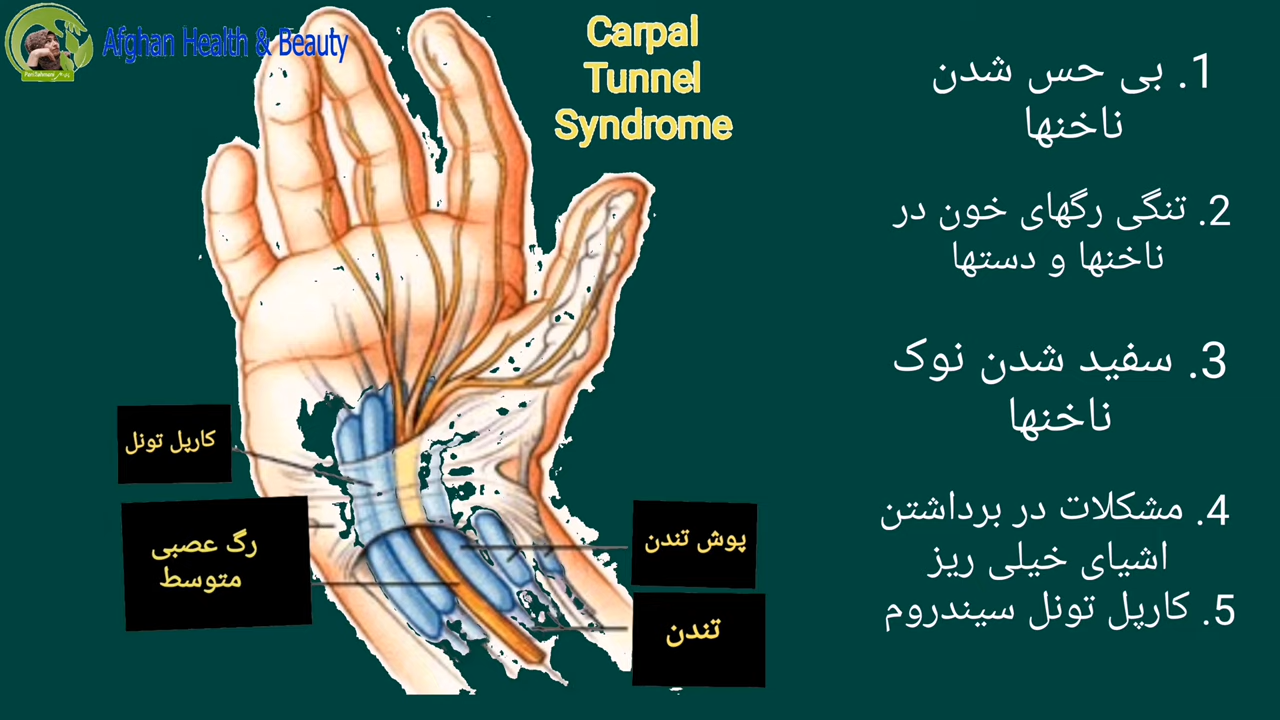 Afghan Health & Beauty
Carpal
Tunnel
Syndrome
1. بی حس شدن
ناخنها
2. تنگی رگهای خون در
ناخنها و دستها
3. سفید شدن نوک
ناخنها
4. مشکلات در برداشتن
اشیای خیلی ریز
5. کارپل تونل سیندروم
کارپل تونل
رگ عصبی
متوسط
پوش تندن
تندن